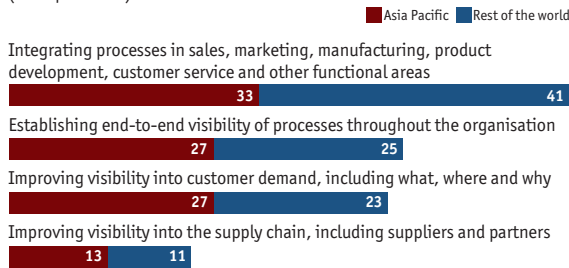 Asia Pacific Rest of the world
Integrating processes in sales, marketing, manufacturing, product
development, customer service and other functional areas
33 41
Establishing end-to-end visibility of processes throughout the organisation
27 25
Improving visibility into customer demand, including what, where and why
27 23
Improving visibility into the supply chain, including suppliers and partners
13 11